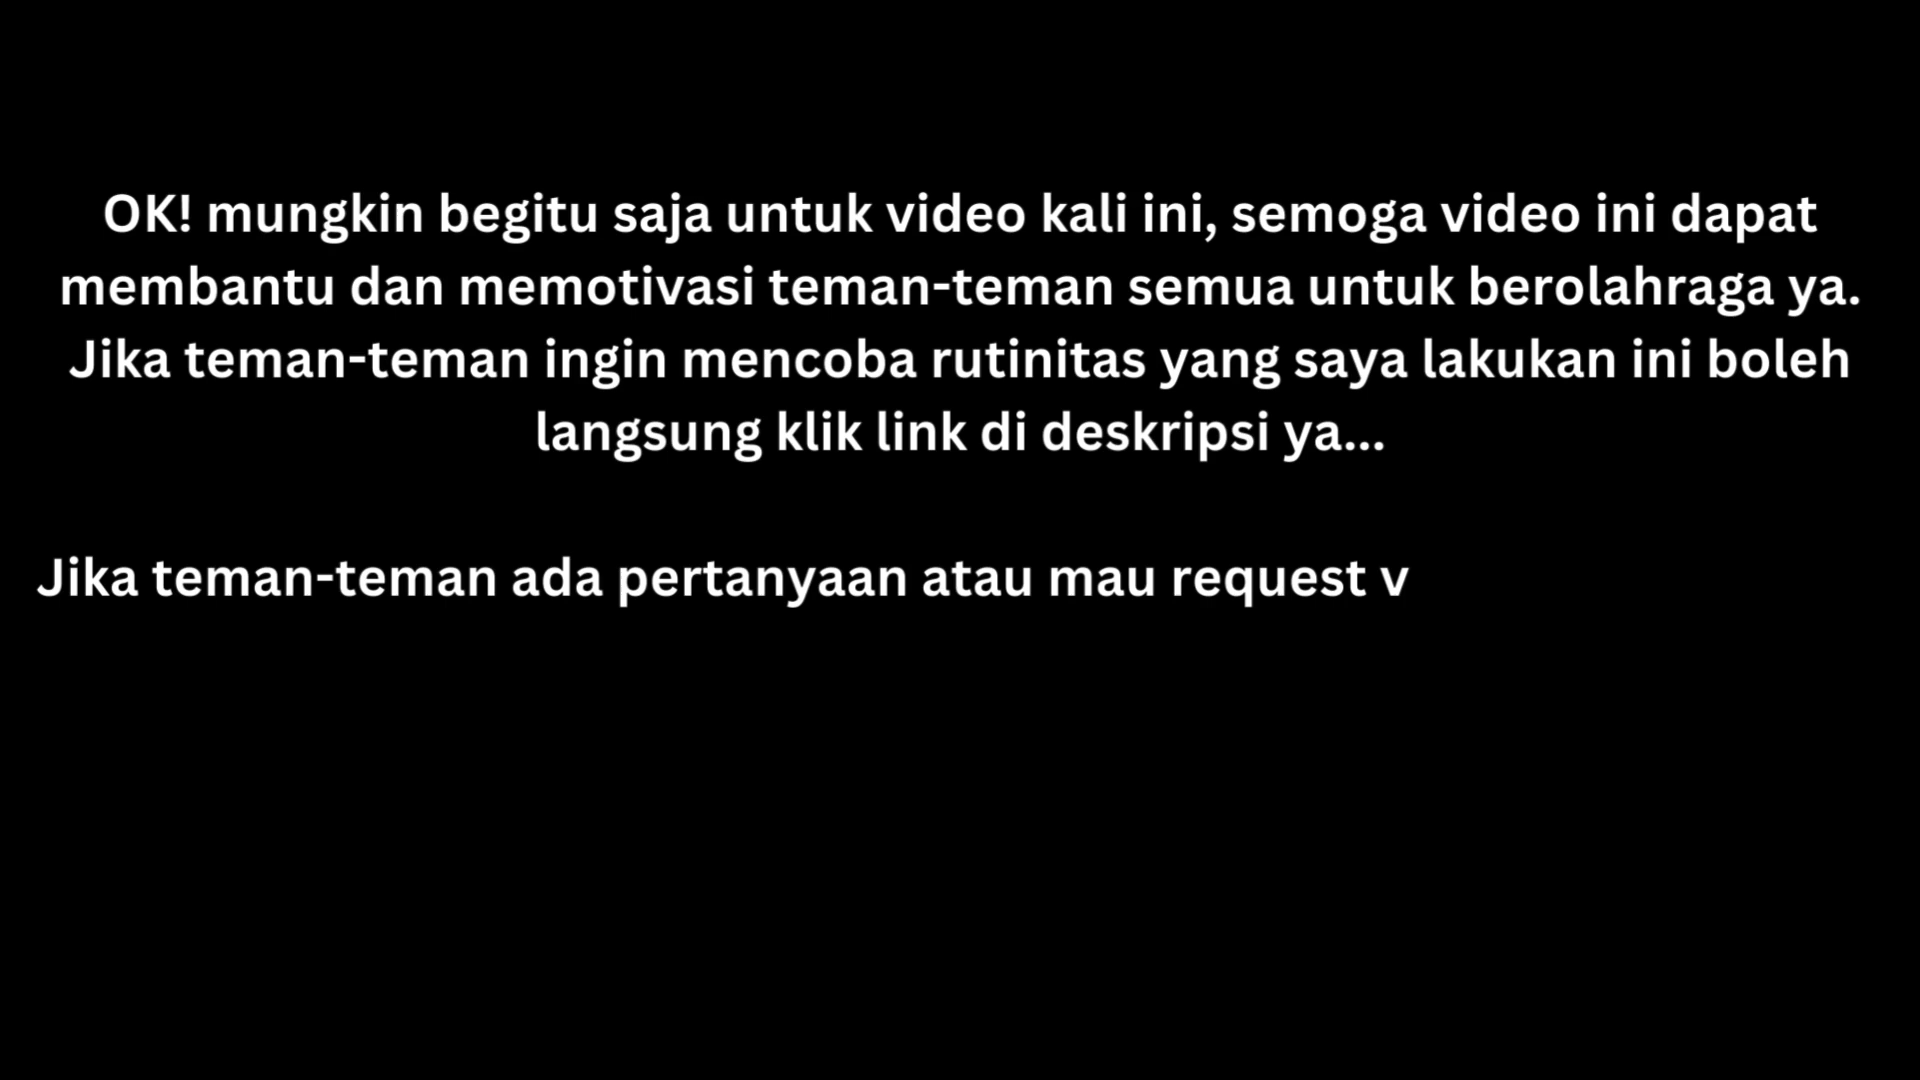 OK! mungkin begitu saja untuk video kali ini, semoga video ini dapat
membantu dan memotivasi teman-teman semua untuk berolahraga ya.
Jika teman-teman ingin mencoba rutinitas yang saya lakukan ini boleh
langsung klik link di deskripsi ya...
Jika teman-teman ada pertanyaan atau mau request v